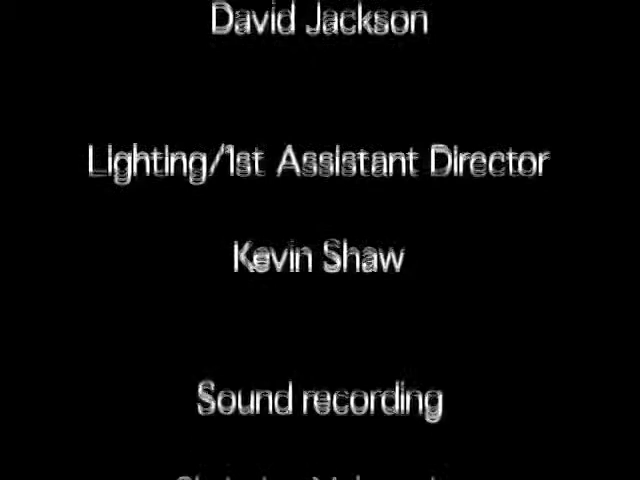 David Jackson
Lighting/1st Assistant Director
Kevin Shaw
Sound recording